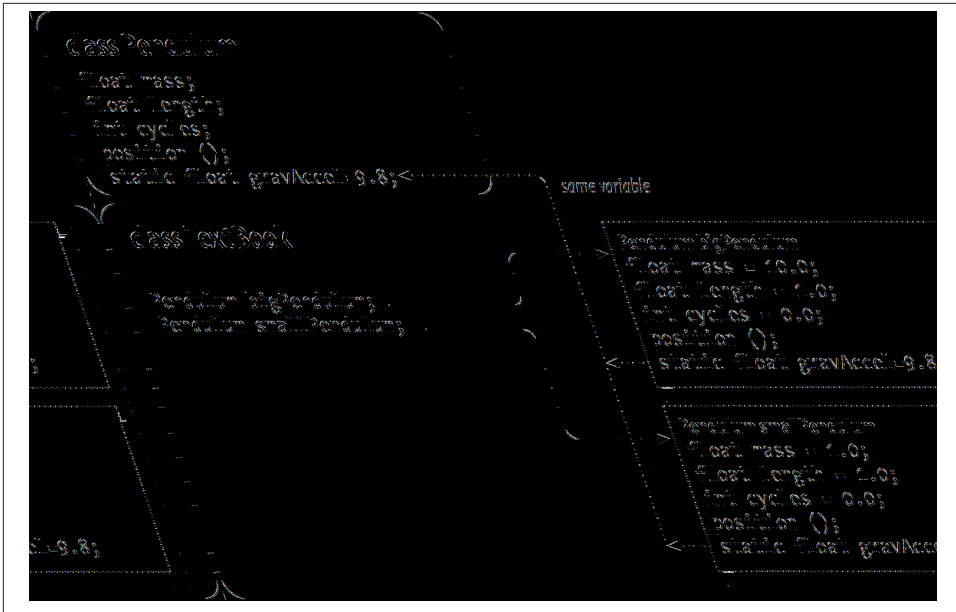 class Pendulum
float mass;
float length;
int cycles;
position ();
static float gravAccel=9.8;
same variable
class TextBook
Pendulum bigPendulum;
Pendulum smallPendulum;
Pendulum bigPendulum
float mass = 10.0;
float length = 1.0;
int cycles = 0.0;
position ();
static float gravAccel=9.8
Pendulum smallPendulum
float mass = 1.0;
float length = 1.0;
int cycles = 0.0;
position ();
static float gravAcce
=9.8;